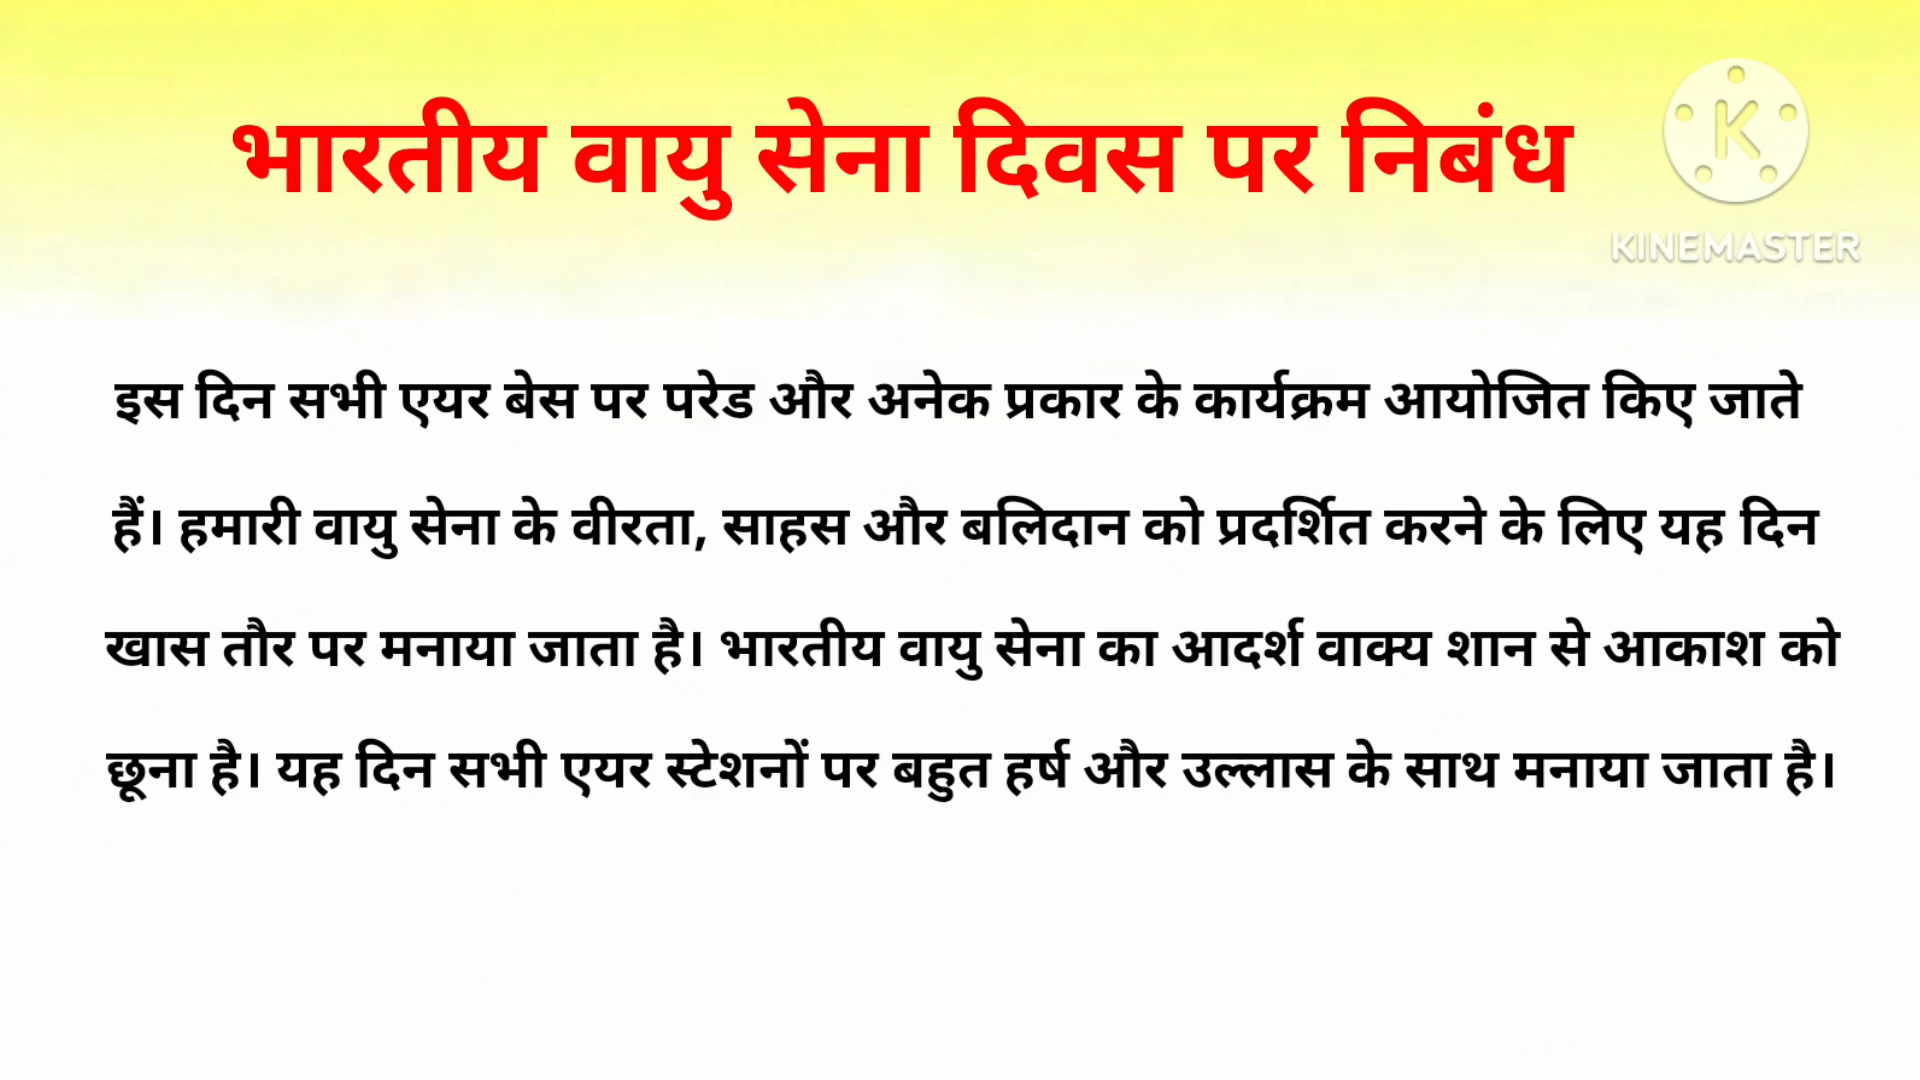 भारतीय वायु सेना दिवस पर निबंध
K
KINEMASTER
इस दिन सभी एयर बेस पर परेड और अनेक प्रकार के कार्यक्रम आयोजित किए जाते
हैं। हमारी वायु सेना के वीरता, साहस और बलिदान को प्रदर्शित करने के लिए यह दिन
खास तौर पर मनाया जाता है। भारतीय वायु सेना का आदर्श वाक्य शान से आकाश को
छूना है। यह दिन सभी एयर स्टेशनों पर बहुत हर्ष और उल्लास के साथ मनाया जाता है।